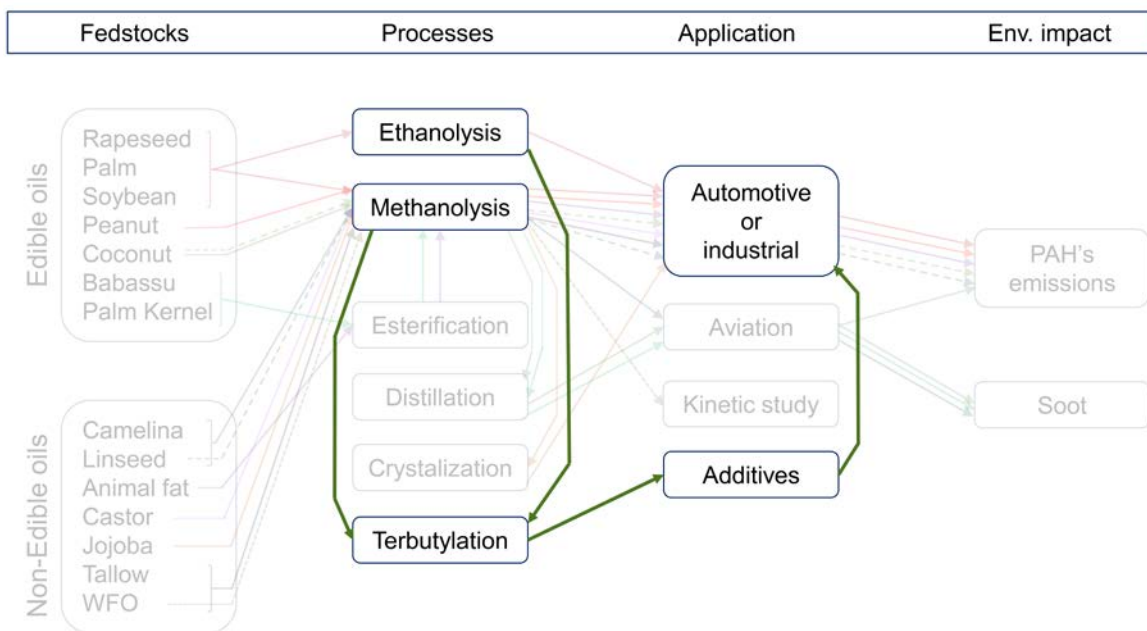 Fedstocks Processes Application Env. impact
Edible oils
Rapeseed
Palm
Soybean
Peanut
Coconut
Babassu
Palm Kernel
Non-Edible oils
Camelina
Linseed
Animal fat
Castor
Jojoba
Tallow
WFO
Ethanolysis
Methanolysis
Esterification
Distillation
Crystalization
Terbutylation
Automotive
or
industrial
Aviation
Kinetic study
Additives
PAH's
emissions
Soot